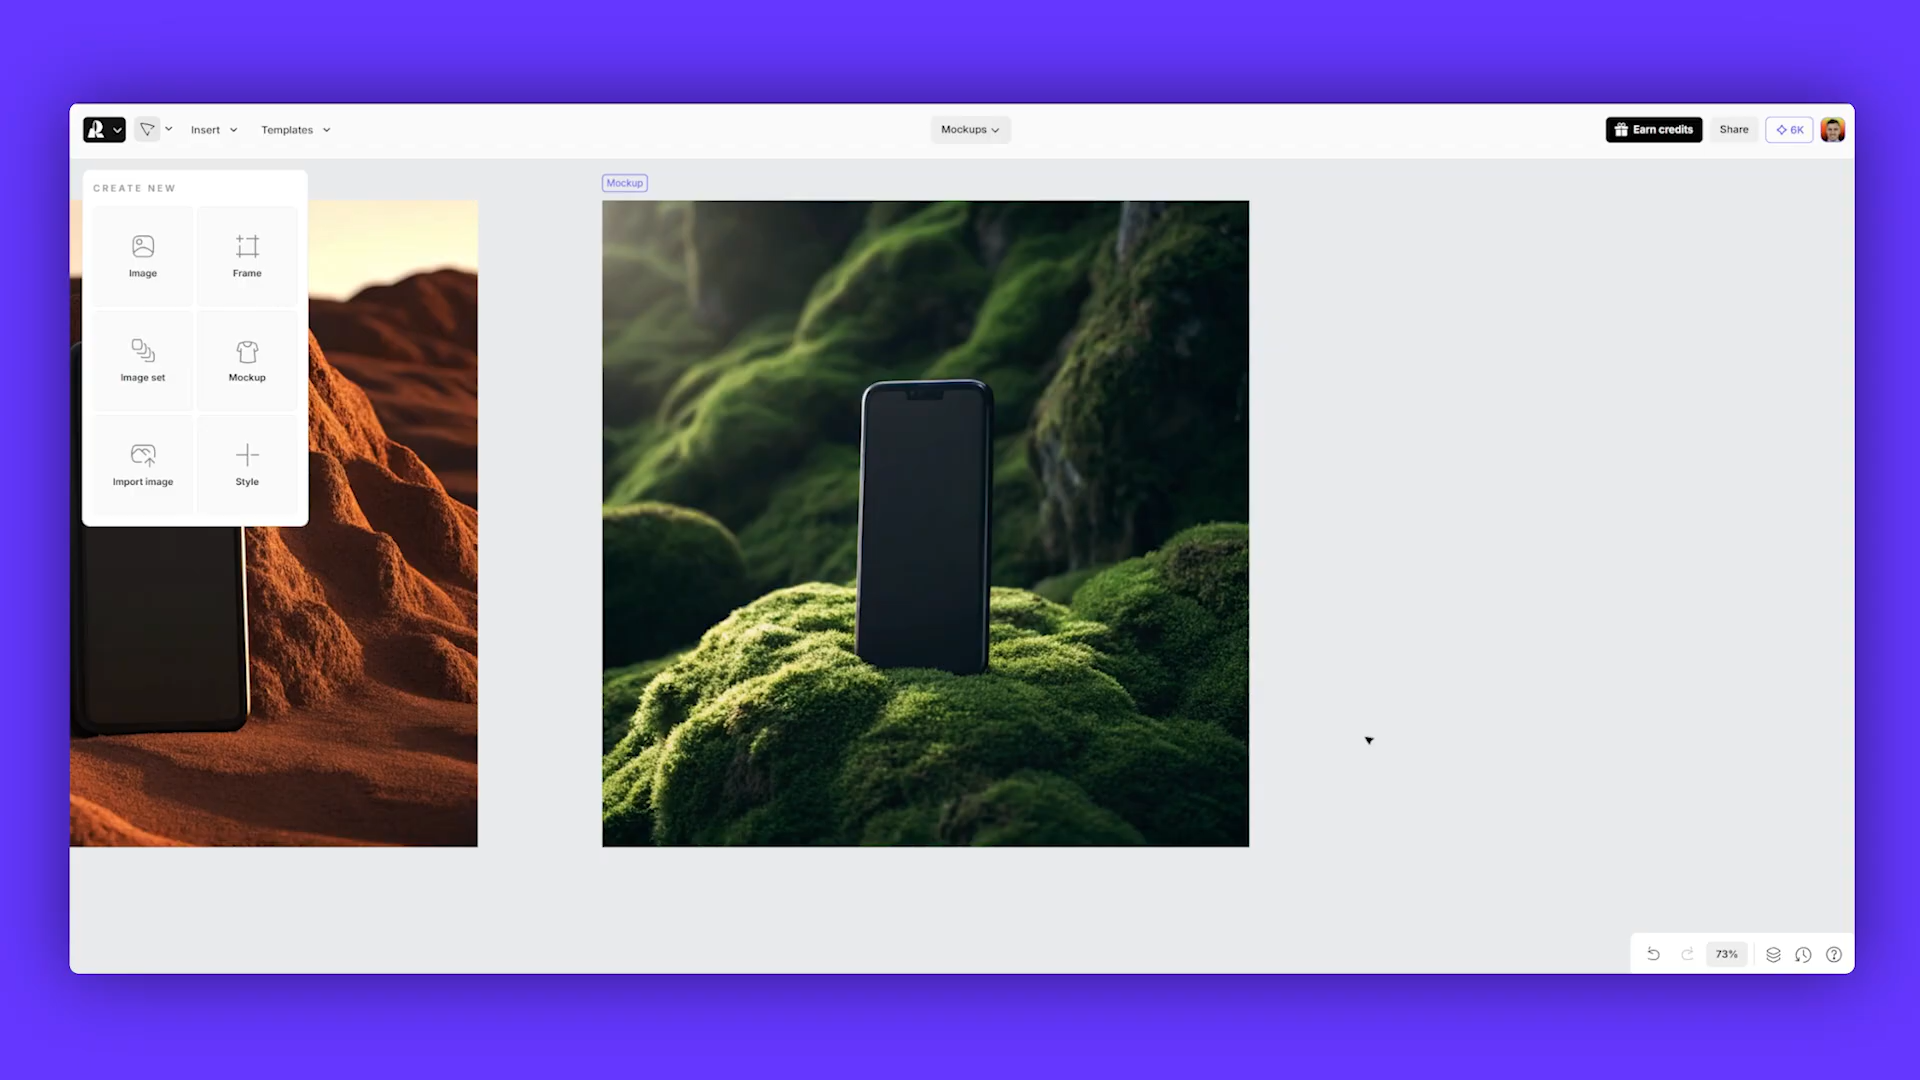 Insert
Templates
Mockups
Earn credits
Share
6K
CREATE NEW
Image
Frame
Image set
Mockup
Import image
Style
Mockup
73%